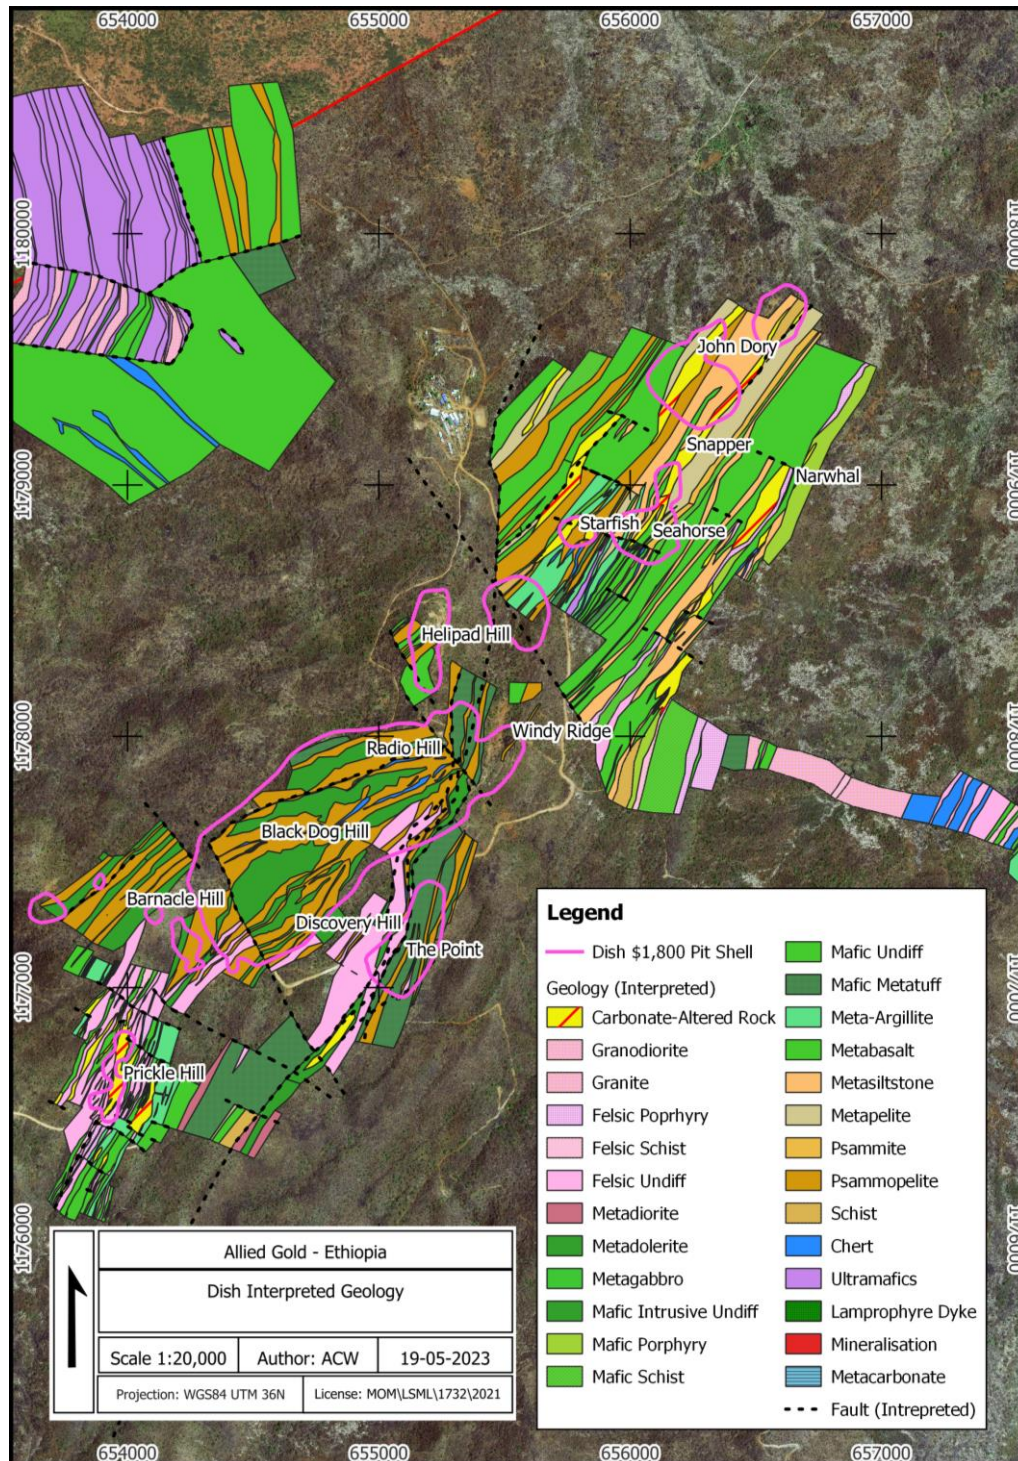 654000
655000
656000
657000
1180000
1180000
John Dory
Snapper
1179000
Narwhal
1179000
Starfish
Seahorse
Helipad Hill
1178000
Windy Ridge
1178000
Radio Hill
Black Dog Hill
Barnacle Hill
Discovery Hill
The Point
1177000
1177000
Prickle Hill
1176000
1176000
Legend
Dish $1,800 Pit Shell
Geology (Interpreted)
Carbonate-Altered Rock
Granodiorite
Granite
Felsic Poprhyry
Felsic Schist
Felsic Undiff
Metadiorite
Metadolerite
Metagabbro
Mafic Intrusive Undiff
Mafic Porphyry
Mafic Schist
Mafic Undiff
Mafic Metatuff
Meta-Argillite
Metabasalt
Metasiltstone
Metapelite
Psammite
Psammopelite
Schist
Chert
Ultramafics
Lamprophyre Dyke
Mineralisation
Metacarbonate
Fault (Intrepreted)
Allied Gold - Ethiopia
Dish Interpreted Geology
Scale 1:20,000
Author: ACW
19-05-2023
Projection: WGS84 UTM 36N
License: MOM\LSML\1732\2021
654000
655000
656000
657000